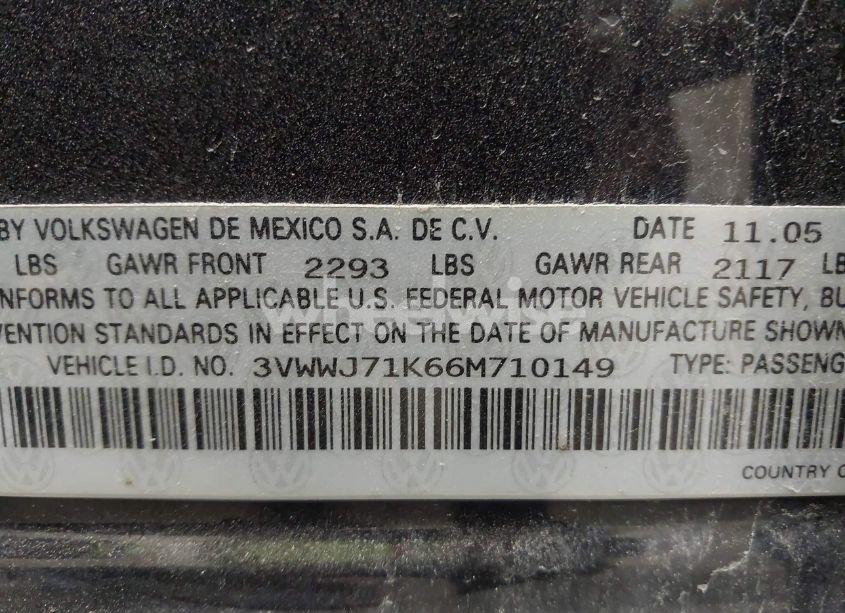 BY VOLKSWAGEN DE MEXICO S.A. DE C.V. DATE 11.05
LBS GAWR FRONT 2293 LBS GAWR REAR 2117 LB
NFORMS TO ALL APPLICABLE U.S. FEDERAL MOTOR VEHICLE SAFETY, BU
VENTION STANDARDS IN EFFECT ON THE DATE OF MANUFACTURE SHOWN
VEHICLE I.D. NO. 3VWWJ71K66M710149 TYPE: PASSENG
COUNTRY O